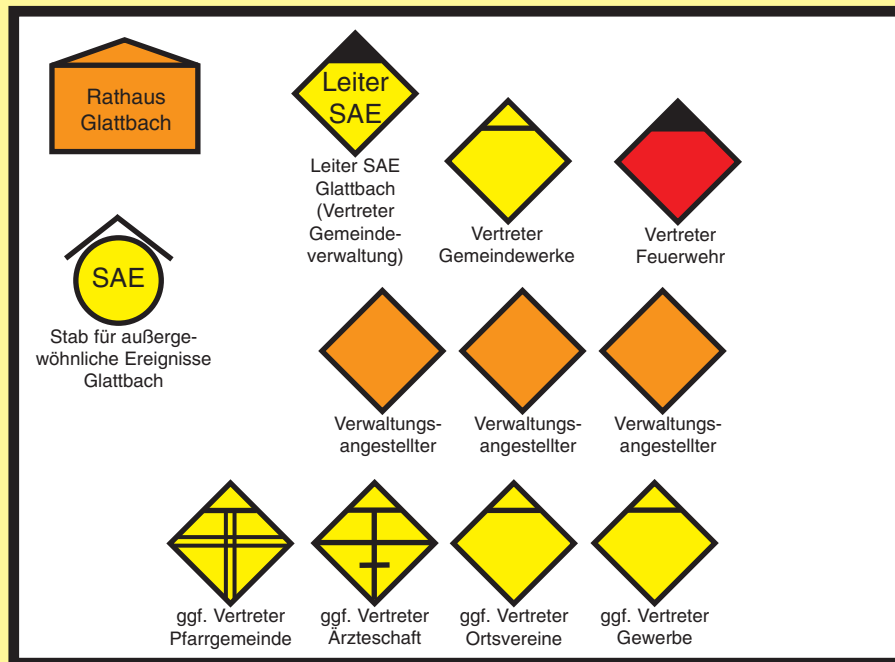 Rathaus
Glattbach
Leiter
SAE
Leiter SAE
Glattbach
(Vertreter
Gemeinde-
verwaltung)
Vertreter
Gemeindewerke
Vertreter
Feuerwehr
SAE
Stab für außerge-
wöhnliche Ereignisse
Glattbach
Verwaltungs-
angestellter
Verwaltungs-
angestellter
Verwaltungs-
angestellter
ggf. Vertreter
Pfarrgemeinde
ggf. Vertreter
Ärzteschaft
ggf. Vertreter
Ortsvereine
ggf. Vertreter
Gewerbe